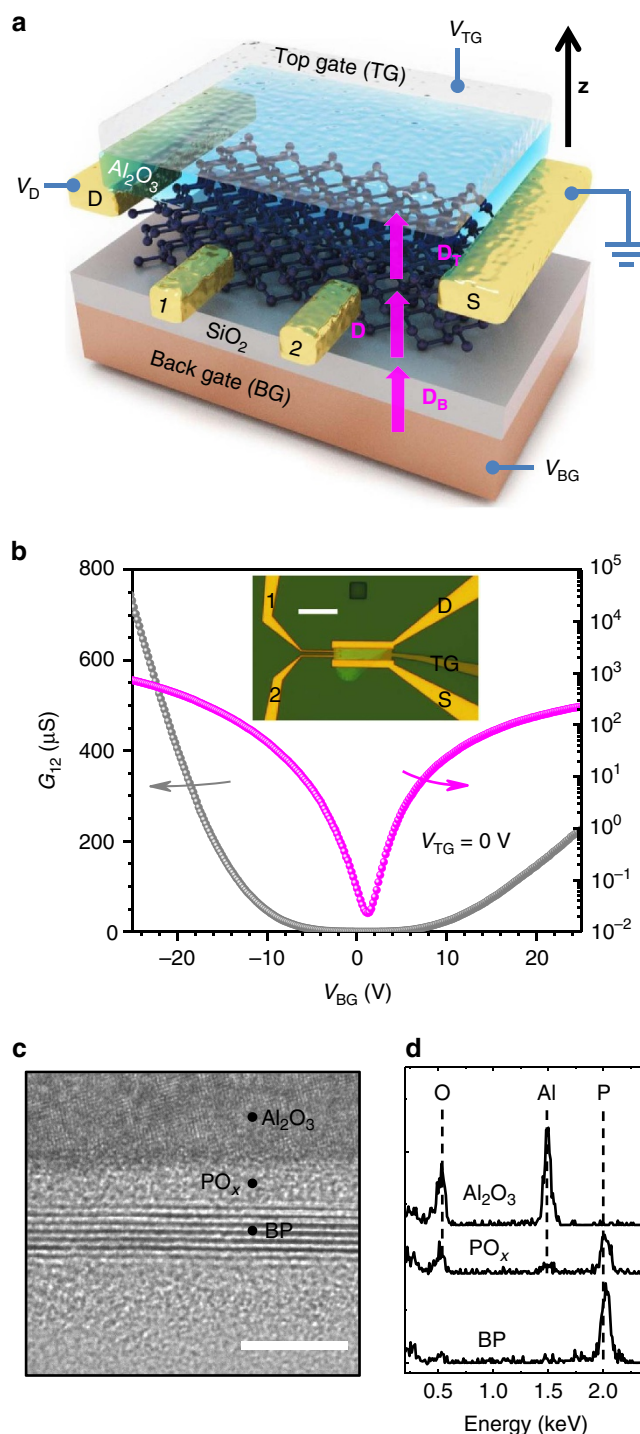 a
V_TG
Top gate (TG)
z
Al₂O₃
V_D
D
D_T
1
S
SiO₂
2
D
Back gate (BG)
D_B
V_BG
b
800
600
400
200
0
G₁₂ (μS)
10⁵
10⁴
10³
10²
10¹
10⁰
10⁻¹
10⁻²
1
D
TG
2
S
V_TG = 0 V
−20
−10
0
10
20
V_BG (V)
c
Al₂O₃
POₓ
BP
d
O
Al
P
Al₂O₃
POₓ
BP
0.5
1.0
1.5
2.0
Energy (keV)